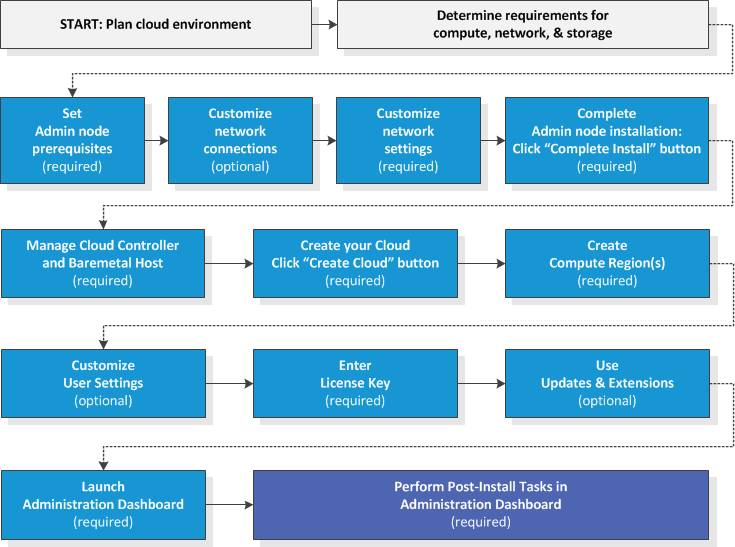 START: Plan cloud environment
Determine requirements for
compute, network, & storage
Set
Admin node
prerequisites
(required)
Customize
network
connections
(optional)
Customize
network
settings
(required)
Complete
Admin node installation:
Click “Complete Install” button
(required)
Manage Cloud Controller
and Baremetal Host
(required)
Create your Cloud
Click “Create Cloud” button
(required)
Create
Compute Region(s)
(required)
Customize
User Settings
(optional)
Enter
License Key
(required)
Use
Updates & Extensions
(optional)
Launch
Administration Dashboard
(required)
Perform Post-Install Tasks in
Administration Dashboard
(required)